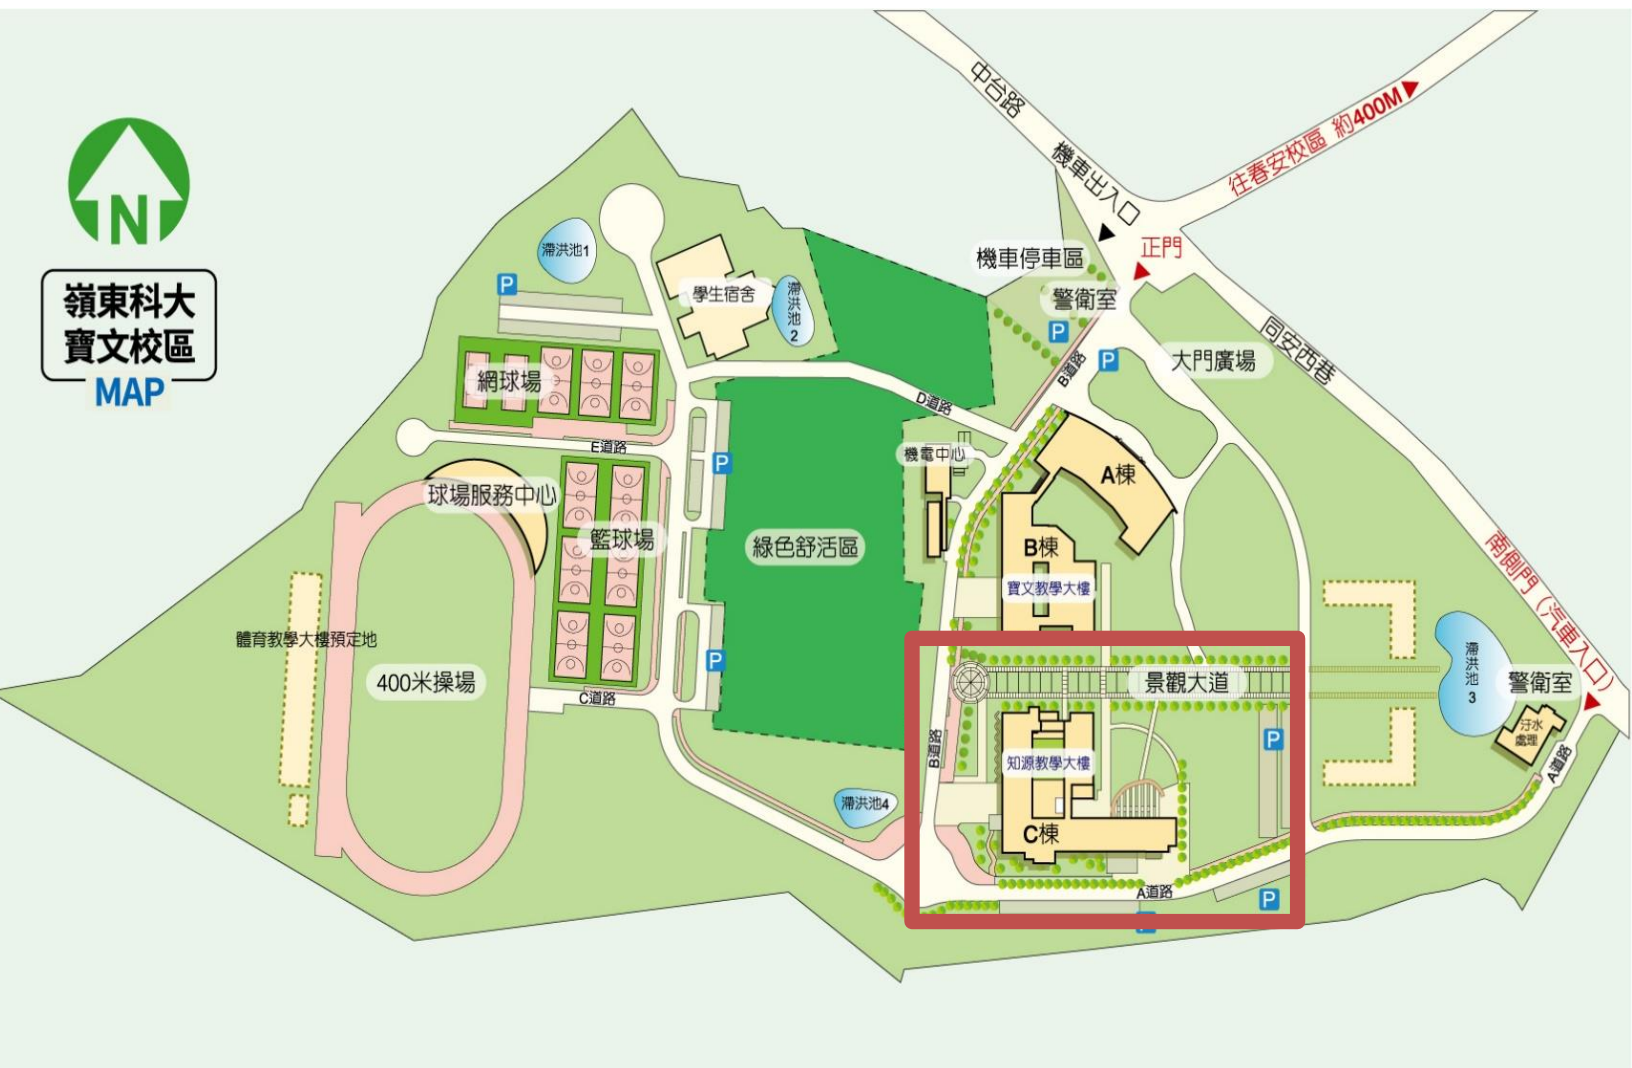 N
嶺東科大
寶文校區
MAP
中台路
機車出入口
往春安校區 約400M
正門
機車停車區
警衛室
P
P
B道路
大門廣場
同安西巷
滯洪池1
P
學生宿舍
滯洪池2
網球場
E道路
D道路
機電中心
A棟
球場服務中心
P
籃球場
綠色舒活區
B棟
寶文教學大樓
南側門（汽車入口）
體育教學大樓預定地
400米操場
P
C道路
景觀大道
滯洪池3
警衛室
汙水
處理
A道路
B道路
知源教學大樓
P
滯洪池4
C棟
A道路
P
P